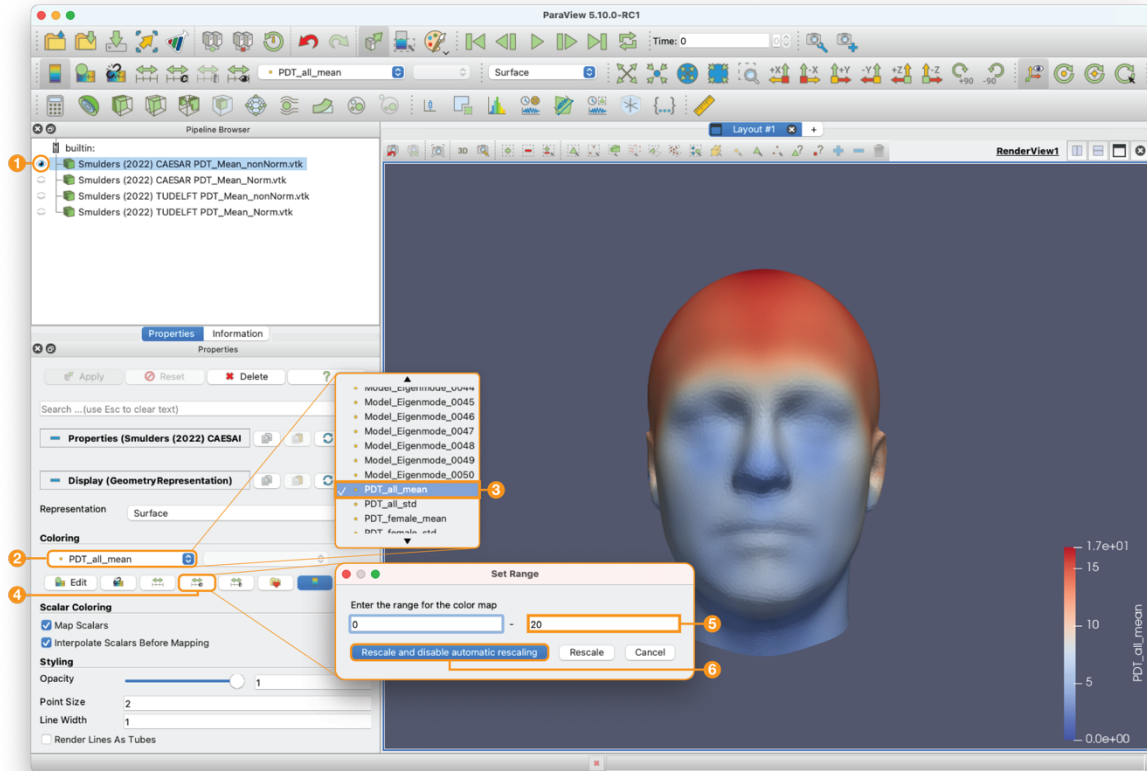 ParaView 5.10.0-RC1
Time: 0
PDT_all_mean
Surface
+X
-X
+Y
-Y
+Z
-Z
+90
-90
Pipeline Browser
Layout #1
+
builtin:
3D
RenderView1
1
Smulders (2022) CAESAR PDT_Mean_nonNorm.vtk
Smulders (2022) CAESAR PDT_Mean_Norm.vtk
Smulders (2022) TUDELFT PDT_Mean_nonNorm.vtk
Smulders (2022) TUDELFT PDT_Mean_Norm.vtk
Properties
Information
Properties
Apply
Reset
Delete
?
Search ...(use Esc to clear text)
Properties (Smulders (2022) CAESAI
Display (GeometryRepresentation)
Representation
Surface
Coloring
2
PDT_all_mean
4
Edit
Scalar Coloring
Map Scalars
Interpolate Scalars Before Mapping
Styling
Opacity
1
Point Size
2
Line Width
1
Render Lines As Tubes
Model_Eigenmode_0044
Model_Eigenmode_0045
Model_Eigenmode_0046
Model_Eigenmode_0047
Model_Eigenmode_0048
Model_Eigenmode_0049
Model_Eigenmode_0050
PDT_all_mean
3
PDT_all_std
PDT_female_mean
PDT_female_std
Set Range
Enter the range for the color map
0
-
20
5
Rescale and disable automatic rescaling
Rescale
Cancel
6
1.7e+01
15
10
5
0.0e+00
PDT_all_mean